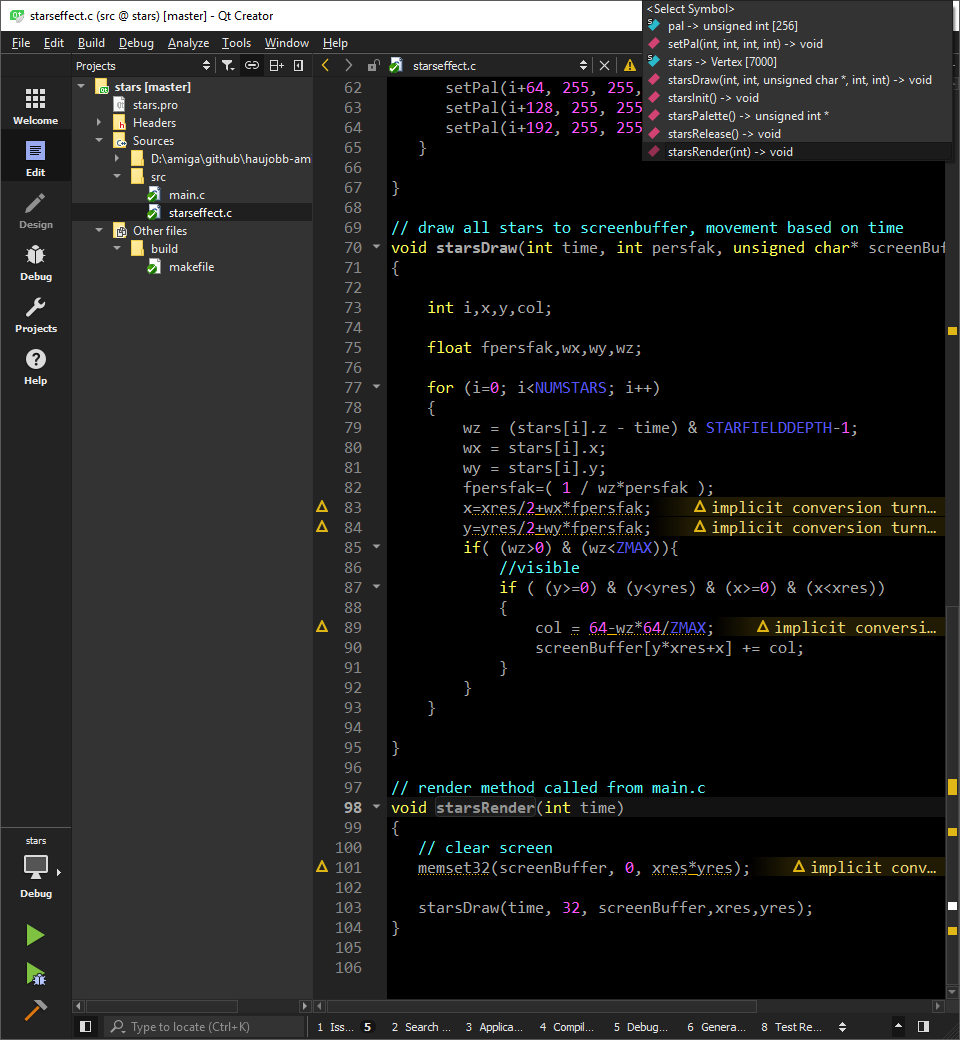 starseffect.c (src @ stars) [master] - Qt Creator
File Edit Build Debug Analyze Tools Window Help
<Select Symbol>
pal -> unsigned int [256]
setPal(int, int, int, int) -> void
stars -> Vertex [7000]
starsDraw(int, int, unsigned char *, int, int) -> void
starsInit() -> void
starsPalette() -> unsigned int *
starsRelease() -> void
starsRender(int) -> void
Welcome
Edit
Design
Debug
Projects
Help
stars
Debug
Projects
stars [master]
stars.pro
Headers
Sources
D:\amiga\github\haujobb-am
src
main.c
starseffect.c
Other files
build
makefile
starseffect.c
62 setPal(i+64, 255, 255,
63 setPal(i+128, 255, 255
64 setPal(i+192, 255, 255
65 }
66
67 }
68
69 // draw all stars to screenbuffer, movement based on time
70 void starsDraw(int time, int persfak, unsigned char* screenBuf
71 {
72
73 int i,x,y,col;
74
75 float fpersfak,wx,wy,wz;
76
77 for (i=0; i<NUMSTARS; i++)
78 {
79 wz = (stars[i].z - time) & STARFIELDDEPTH-1;
80 wx = stars[i].x;
81 wy = stars[i].y;
82 fpersfak=( 1 / wz*persfak );
83 x=xres/2+wx*fpersfak; implicit conversion turn…
84 y=yres/2+wy*fpersfak; implicit conversion turn…
85 if( (wz>0) & (wz<ZMAX)){
86 //visible
87 if ( (y>=0) & (y<yres) & (x>=0) & (x<xres))
88 {
89 col = 64-wz*64/ZMAX; implicit conversi…
90 screenBuffer[y*xres+x] += col;
91 }
92 }
93 }
94
95 }
96
97 // render method called from main.c
98 void starsRender(int time)
99 {
100 // clear screen
101 memset32(screenBuffer, 0, xres*yres); implicit conv…
102
103 starsDraw(time, 32, screenBuffer,xres,yres);
104 }
105
106
Type to locate (Ctrl+K)
1 Iss... 5 2 Search ... 3 Applica... 4 Compil... 5 Debug... 6 Genera... 8 Test Re...